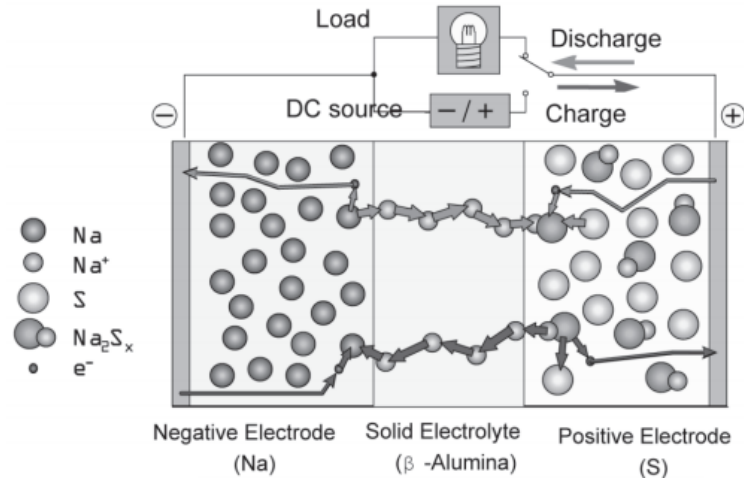 Load
Discharge
DC source
− / +
Charge
−
+
Na
Na⁺
S
Na₂Sₓ
e⁻
Negative Electrode
(Na)
Solid Electrolyte
(β -Alumina)
Positive Electrode
(S)